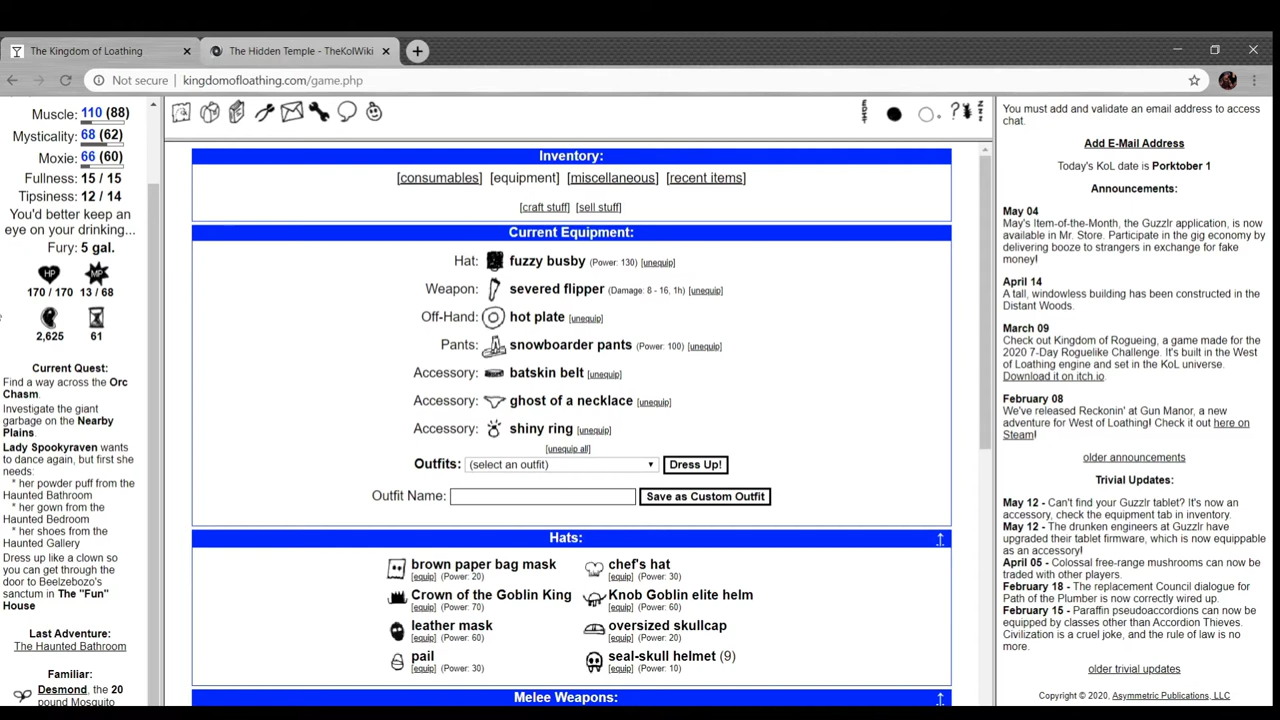 The Kingdom of Loathing
The Hidden Temple - TheKolWiki
Not secure
kingdomofloathing.com/game.php
Muscle: 110 (88)
Mysticality: 68 (62)
Moxie: 66 (60)
Fullness: 15 / 15
Tipsiness: 12 / 14
You'd better keep an
eye on your drinking...
Fury: 5 gal.
HP
MP
170 / 170
13 / 68
2,625
61
Current Quest:
Find a way across the Orc
Chasm.
Investigate the giant
garbage on the Nearby
Plains.
Lady Spookyraven wants
to dance again, but first she
needs:
* her powder puff from the
Haunted Bathroom
* her gown from the
Haunted Bedroom
* her shoes from the
Haunted Gallery
Dress up like a clown so
you can get through the
door to Beelzebozo's
sanctum in The "Fun"
House
Last Adventure:
The Haunted Bathroom
Familiar:
Desmond, the 20
pound Mosquito
Inventory:
[consumables] [equipment] [miscellaneous] [recent items]
[craft stuff] [sell stuff]
Current Equipment:
Hat: fuzzy busby (Power: 130) [unequip]
Weapon: severed flipper (Damage: 8 - 16, 1h) [unequip]
Off-Hand: hot plate [unequip]
Pants: snowboarder pants (Power: 100) [unequip]
Accessory: batskin belt [unequip]
Accessory: ghost of a necklace [unequip]
Accessory: shiny ring [unequip]
[unequip all]
Outfits: (select an outfit) Dress Up!
Outfit Name: Save as Custom Outfit
Hats:
brown paper bag mask
[equip] (Power: 20)
chef's hat
[equip] (Power: 30)
Crown of the Goblin King
[equip] (Power: 70)
Knob Goblin elite helm
[equip] (Power: 60)
leather mask
[equip] (Power: 60)
oversized skullcap
[equip] (Power: 20)
pail
[equip] (Power: 30)
seal-skull helmet (9)
[equip] (Power: 10)
Melee Weapons:
You must add and validate an email address to access
chat.
Add E-Mail Address
Today's KoL date is Porktober 1
Announcements:
May 04
May's Item-of-the-Month, the Guzzlr application, is now
available in Mr. Store. Participate in the gig economy by
delivering booze to strangers in exchange for fake
money!
April 14
A tall, windowless building has been constructed in the
Distant Woods.
March 09
Check out Kingdom of Rogueing, a game made for the
2020 7-Day Roguelike Challenge. It's built in the West
of Loathing engine and set in the KoL universe.
Download it on itch io.
February 08
We've released Reckonin' at Gun Manor, a new
adventure for West of Loathing! Check it out here on
Steam!
older announcements
Trivial Updates:
May 12 - Can't find your Guzzlr tablet? It's now an
accessory, check the equipment tab in inventory.
May 12 - The drunken engineers at Guzzlr have
upgraded their tablet firmware, which is now equippable
as an accessory!
April 05 - Colossal free-range mushrooms can now be
traded with other players.
February 18 - The replacement Council dialogue for
Path of the Plumber is now correctly wired up.
February 15 - Paraffin pseudoaccordions can now be
equipped by classes other than Accordion Thieves.
Civilization is a cruel joke, and the rule of law is no
more.
older trivial updates
Copyright © 2020, Asymmetric Publications, LLC